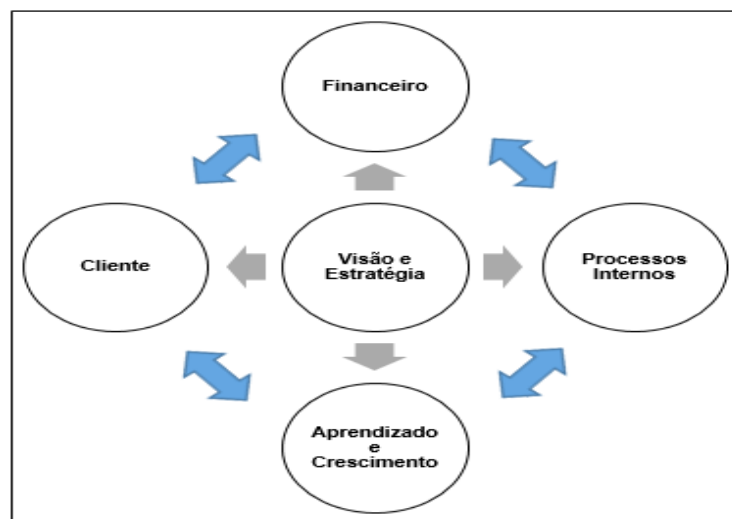 Financeiro
Cliente
Visão e
Estratégia
Processos
Internos
Aprendizado
e
Crescimento